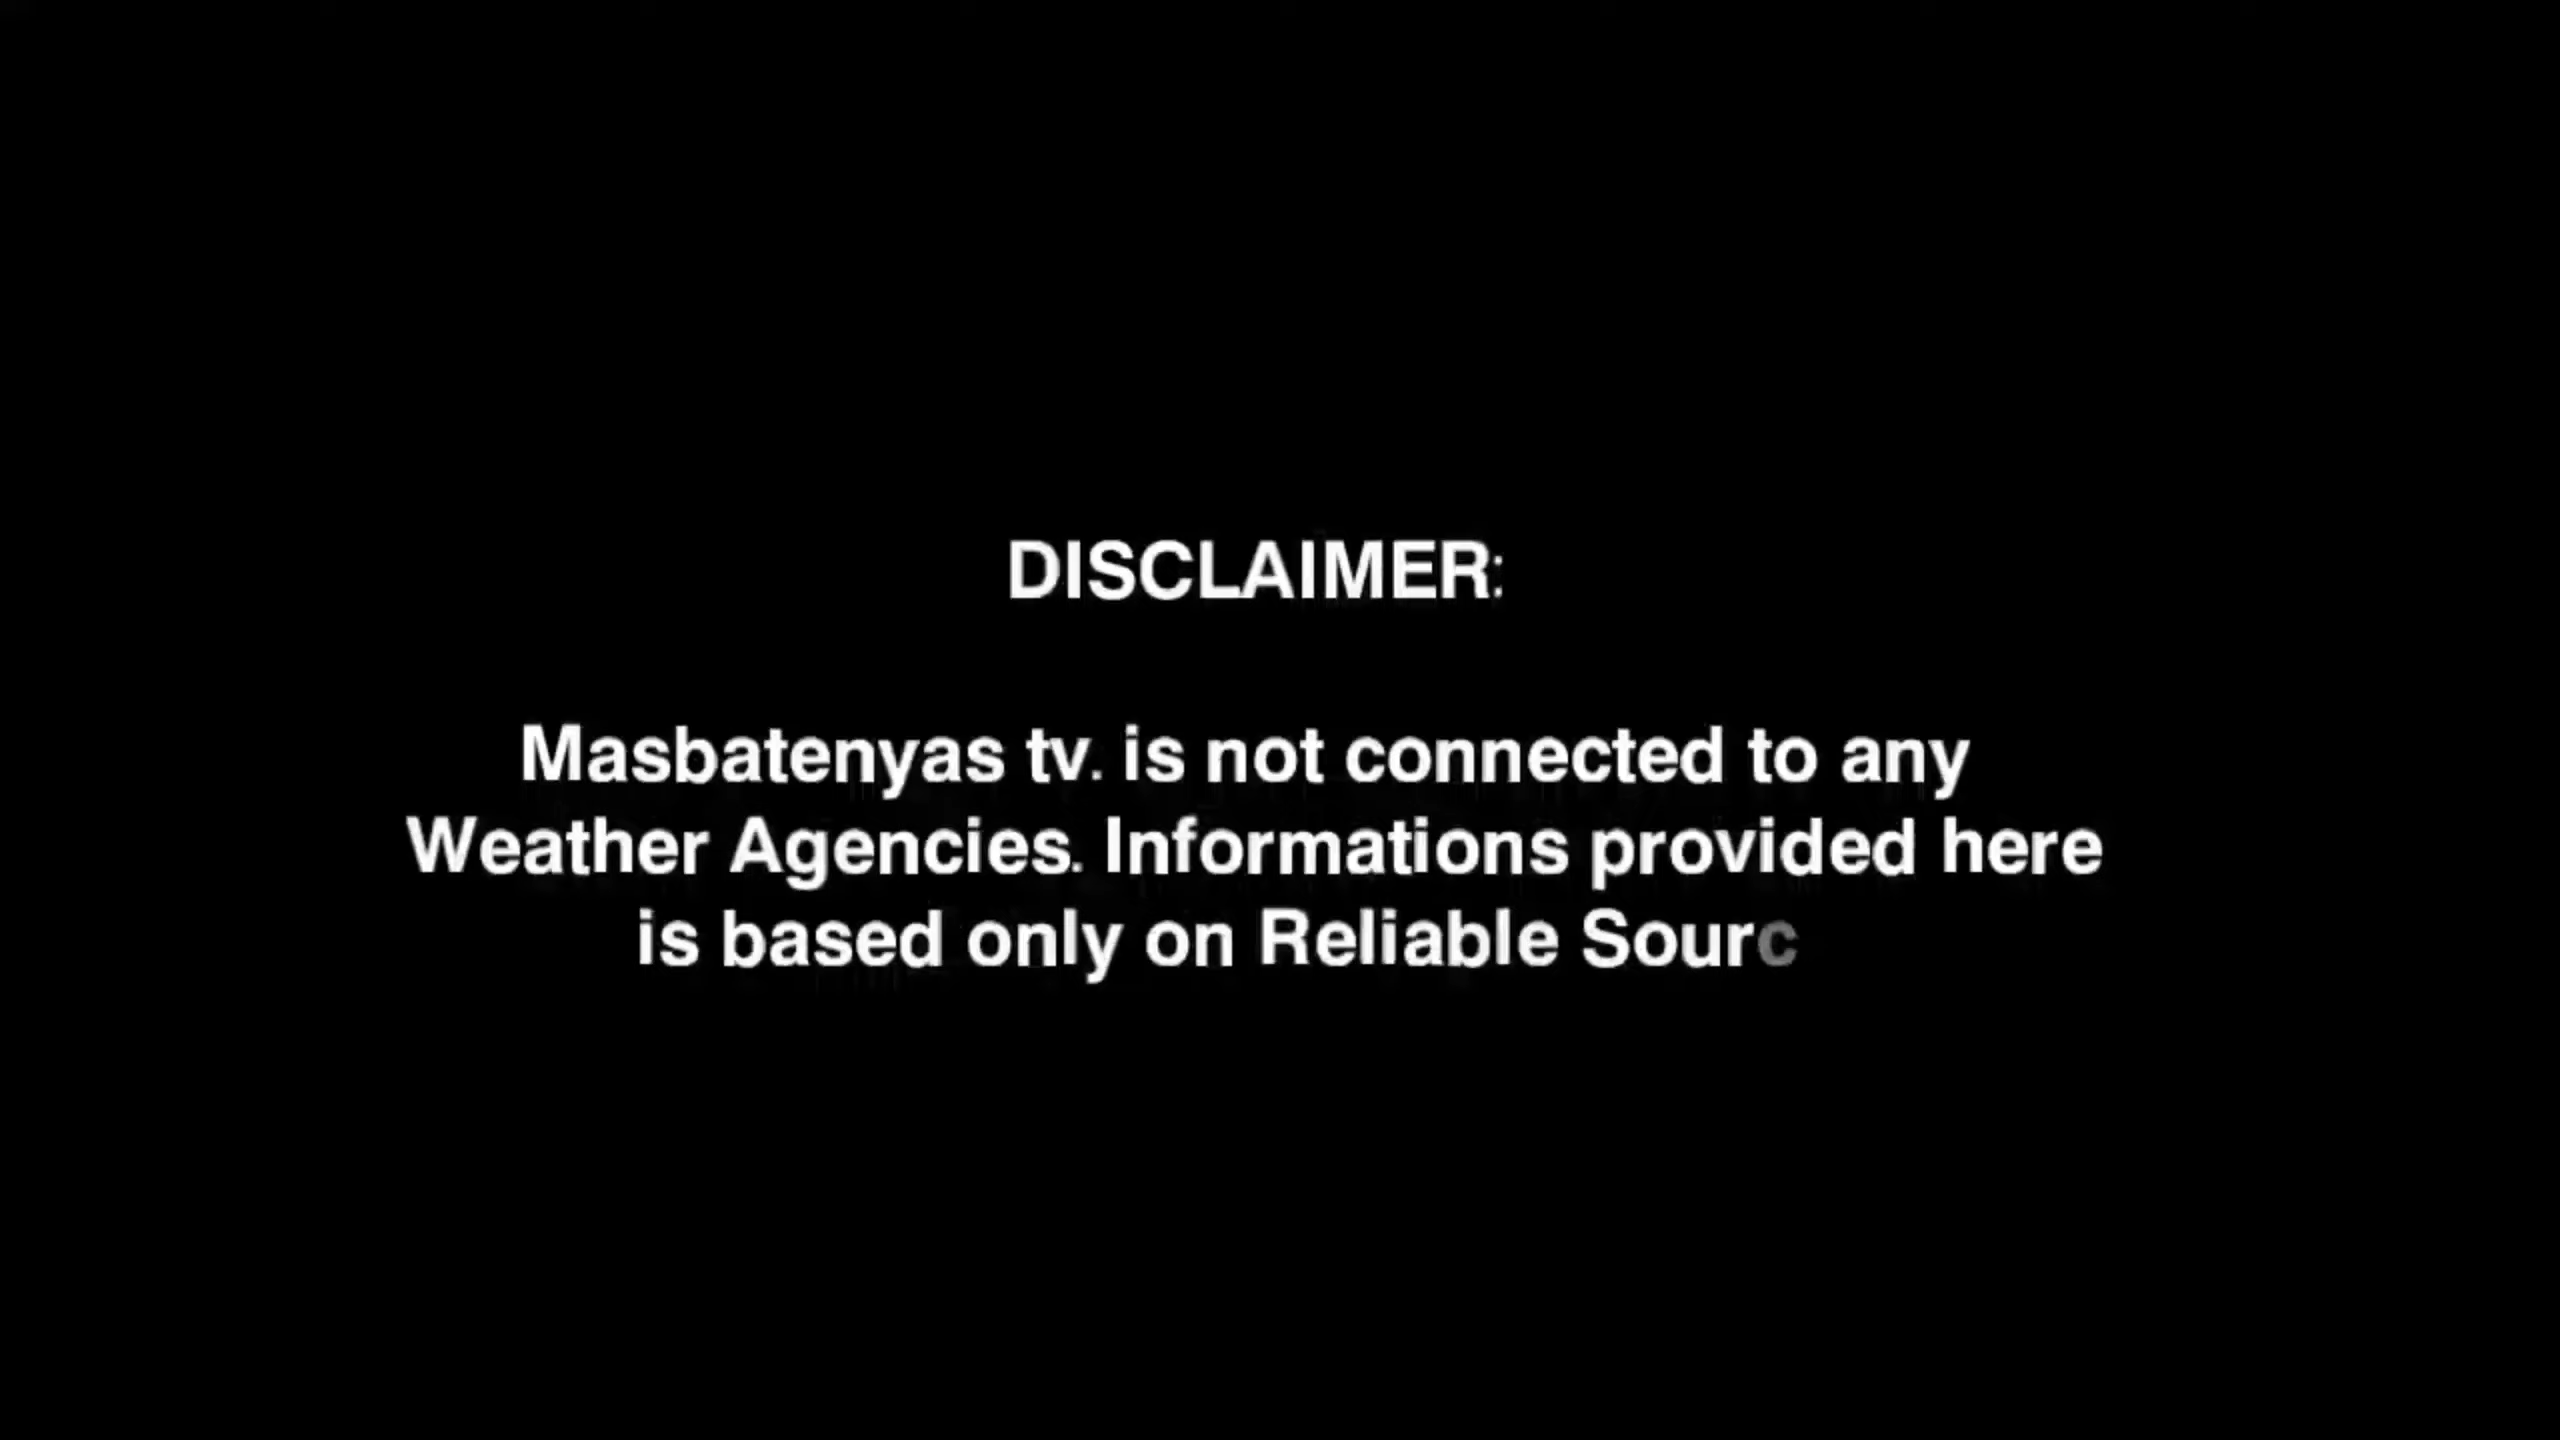 DISCLAIMER:
Masbatenyas tv. is not connected to any
Weather Agencies. Informations provided here
is based only on Reliable Sourc